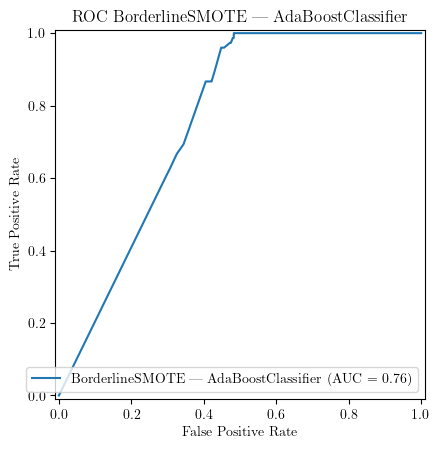 ROC BorderlineSMOTE — AdaBoostClassifier
1.0
0.8
0.6
0.4
0.2
0.0
True Positive Rate
BorderlineSMOTE — AdaBoostClassifier (AUC = 0.76)
0.0 0.2 0.4 0.6 0.8 1.0
False Positive Rate